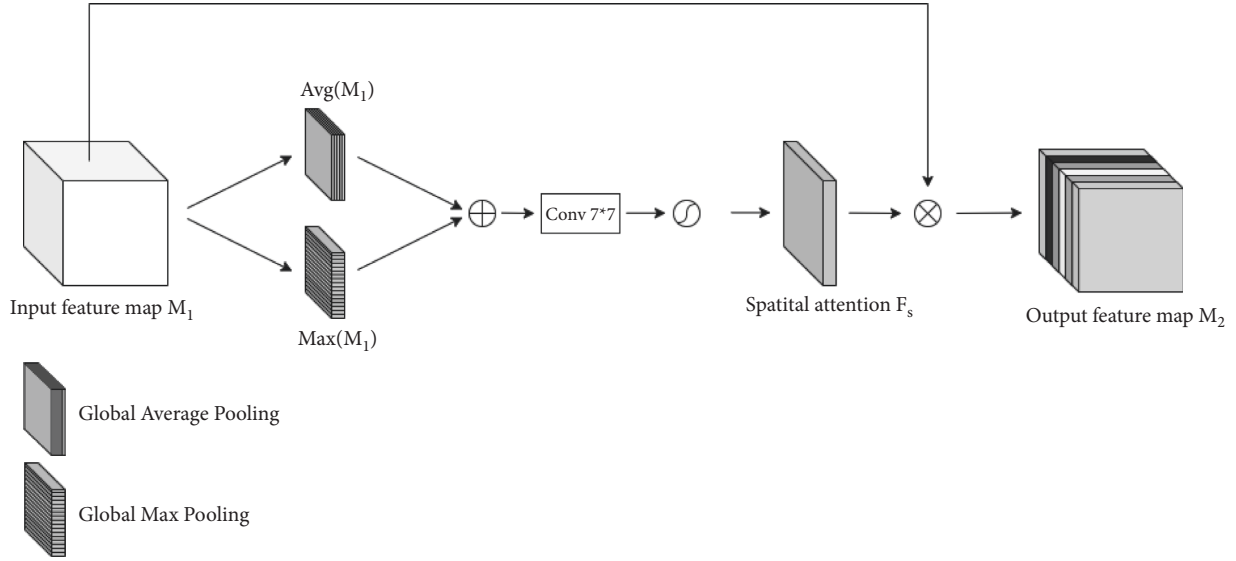 Avg(M₁)
Conv 7*7
Input feature map M₁
Max(M₁)
Spatital attention Fₛ
Output feature map M₂
Global Average Pooling
Global Max Pooling